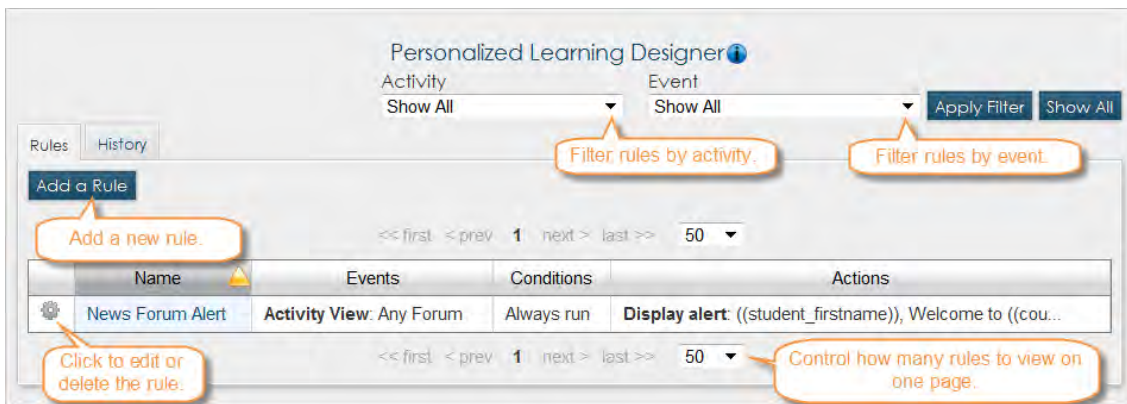 Personalized Learning Designer
Activity Event
Show All Show All Apply Filter Show All
Rules History
Filter rules by activity. Filter rules by event.
Add a Rule
Add a new rule.
<< first < prev 1 next > last >> 50
Name Events Conditions Actions
News Forum Alert Activity View: Any Forum Always run Display alert: ((student_firstname)), Welcome to ((cou...
<< first < prev 1 next > last >> 50
Click to edit or
delete the rule.
Control how many rules to view on
one page.